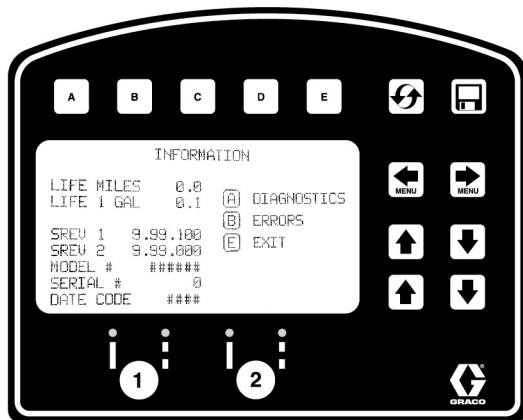 A B C D E
INFORMATION
LIFE MILES 0.0
LIFE 1 GAL 0.1
A DIAGNOSTICS
B ERRORS
E EXIT
SREV 1 9.99.100
SREV 2 9.99.000
MODEL # ######
SERIAL # 0
DATE CODE ####
MENU MENU
1 2
GRACO